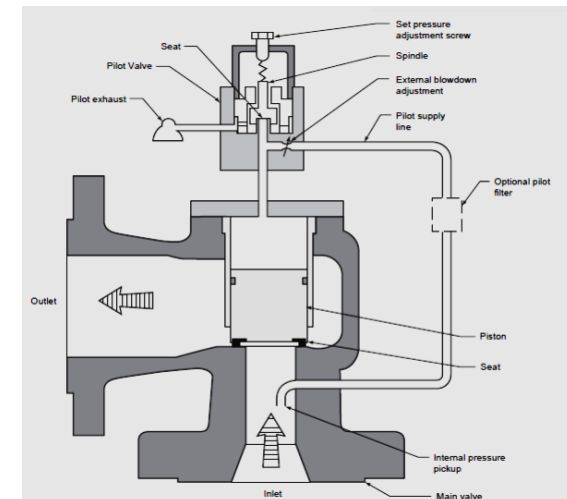 Set pressure
adjustment screw
Seat
Spindle
Pilot Valve
External blowdown
adjustment
Pilot exhaust
Pilot supply
line
Optional pilot
filter
Outlet
Piston
Seat
Internal pressure
pickup
Inlet
Main valve